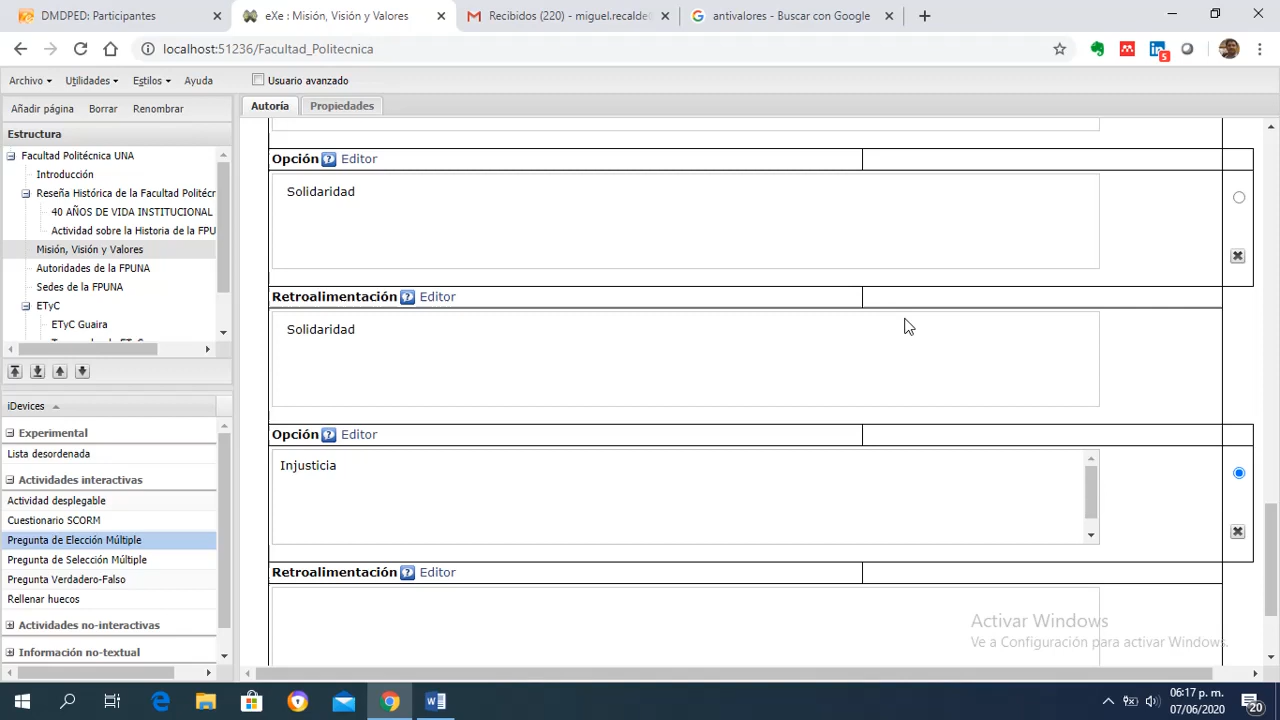 DMDPED: Participantes
eXe : Misión, Visión y Valores
Recibidos (220) - miguel.recalde
antivalores - Buscar con Google
localhost:51236/Facultad_Politecnica
5
Archivo
Utilidades
Estilos
Ayuda
Usuario avanzado
Añadir página
Borrar
Renombrar
Autoría
Propiedades
Estructura
Facultad Politécnica UNA
Introducción
Reseña Histórica de la Facultad Politécr
40 AÑOS DE VIDA INSTITUCIONAL
Actividad sobre la Historia de la FPU
Misión, Visión y Valores
Autoridades de la FPUNA
Sedes de la FPUNA
ETyC
ETyC Guaira
iDevices
Experimental
Lista desordenada
Actividades interactivas
Actividad desplegable
Cuestionario SCORM
Pregunta de Elección Múltiple
Pregunta de Selección Múltiple
Pregunta Verdadero-Falso
Rellenar huecos
Actividades no-interactivas
Información no-textual
Opción ? Editor
Solidaridad
Retroalimentación ? Editor
Solidaridad
Opción ? Editor
Injusticia
Retroalimentación ? Editor
Activar Windows
Ve a Configuración para activar Windows.
06:17 p. m.
07/06/2020
20